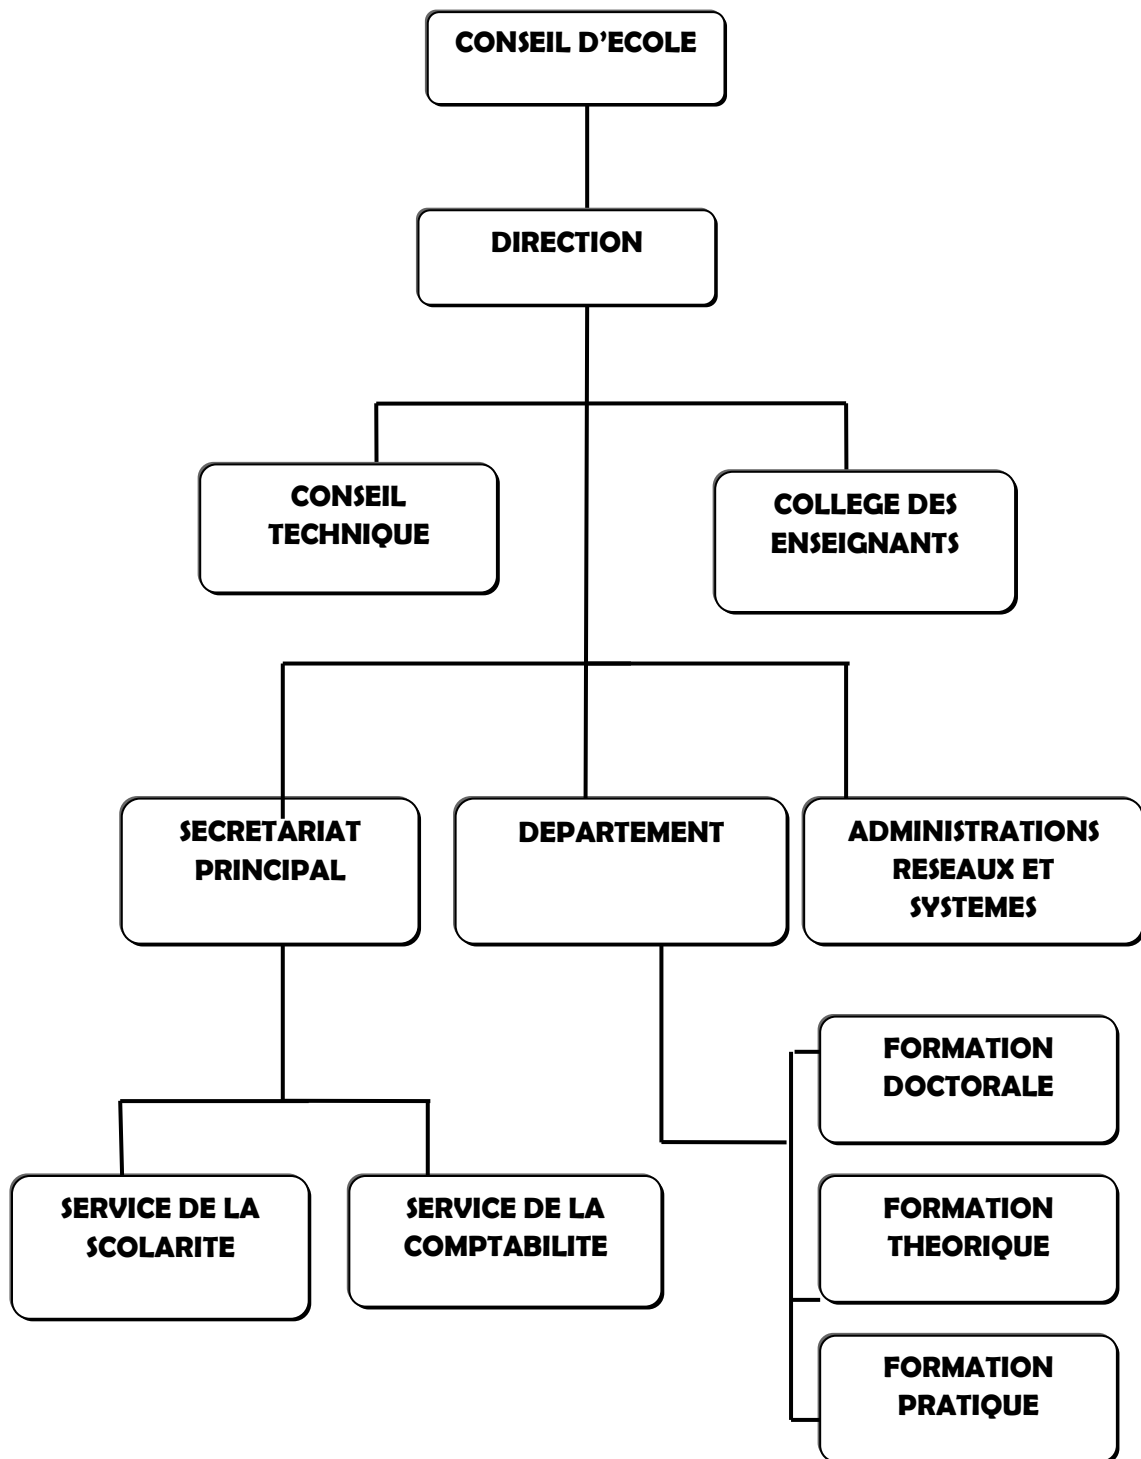 CONSEIL D’ECOLE
DIRECTION
CONSEIL
TECHNIQUE
COLLEGE DES
ENSEIGNANTS
SECRETARIAT
PRINCIPAL
DEPARTEMENT
ADMINISTRATIONS
RESEAUX ET
SYSTEMES
FORMATION
DOCTORALE
SERVICE DE LA
SCOLARITE
SERVICE DE LA
COMPTABILITE
FORMATION
THEORIQUE
FORMATION
PRATIQUE